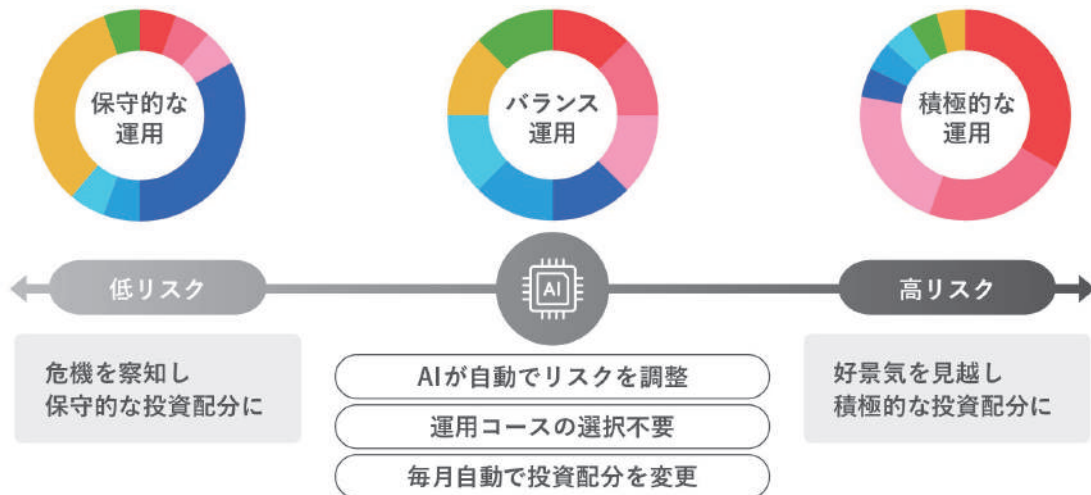 保守的な
運用
バランス
運用
積極的な
運用
低リスク
AI
高リスク
危機を察知し
保守的な投資配分に
AIが自動でリスクを調整
運用コースの選択不要
毎月自動で投資配分を変更
好景気を見越し
積極的な投資配分に